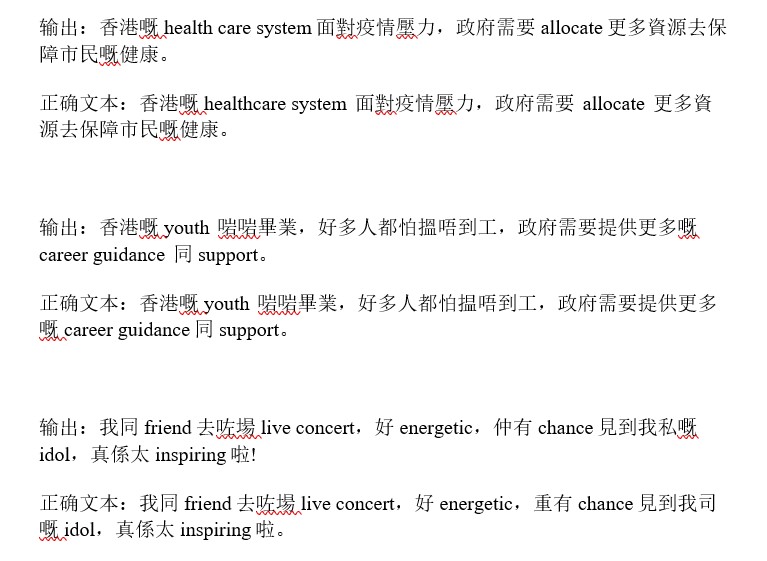 输出：香港嘅 health care system 面對疫情壓力，政府需要 allocate 更多資源去保
障市民嘅健康。
正确文本：香港嘅 healthcare system 面對疫情壓力，政府需要 allocate 更多資
源去保障市民嘅健康。
输出：香港嘅 youth 啱啱畢業，好多人都怕搵唔到工，政府需要提供更多嘅
career guidance 同 support。
正确文本：香港嘅 youth 啱啱畢業，好多人都怕揾唔到工，政府需要提供更多
嘅 career guidance 同 support。
输出：我同 friend 去咗場 live concert，好 energetic，仲有 chance 見到我私嘅
idol，真係太 inspiring 啦!
正确文本：我同 friend 去咗場 live concert，好 energetic，重有 chance 見到我司
嘅 idol，真係太 inspiring 啦。